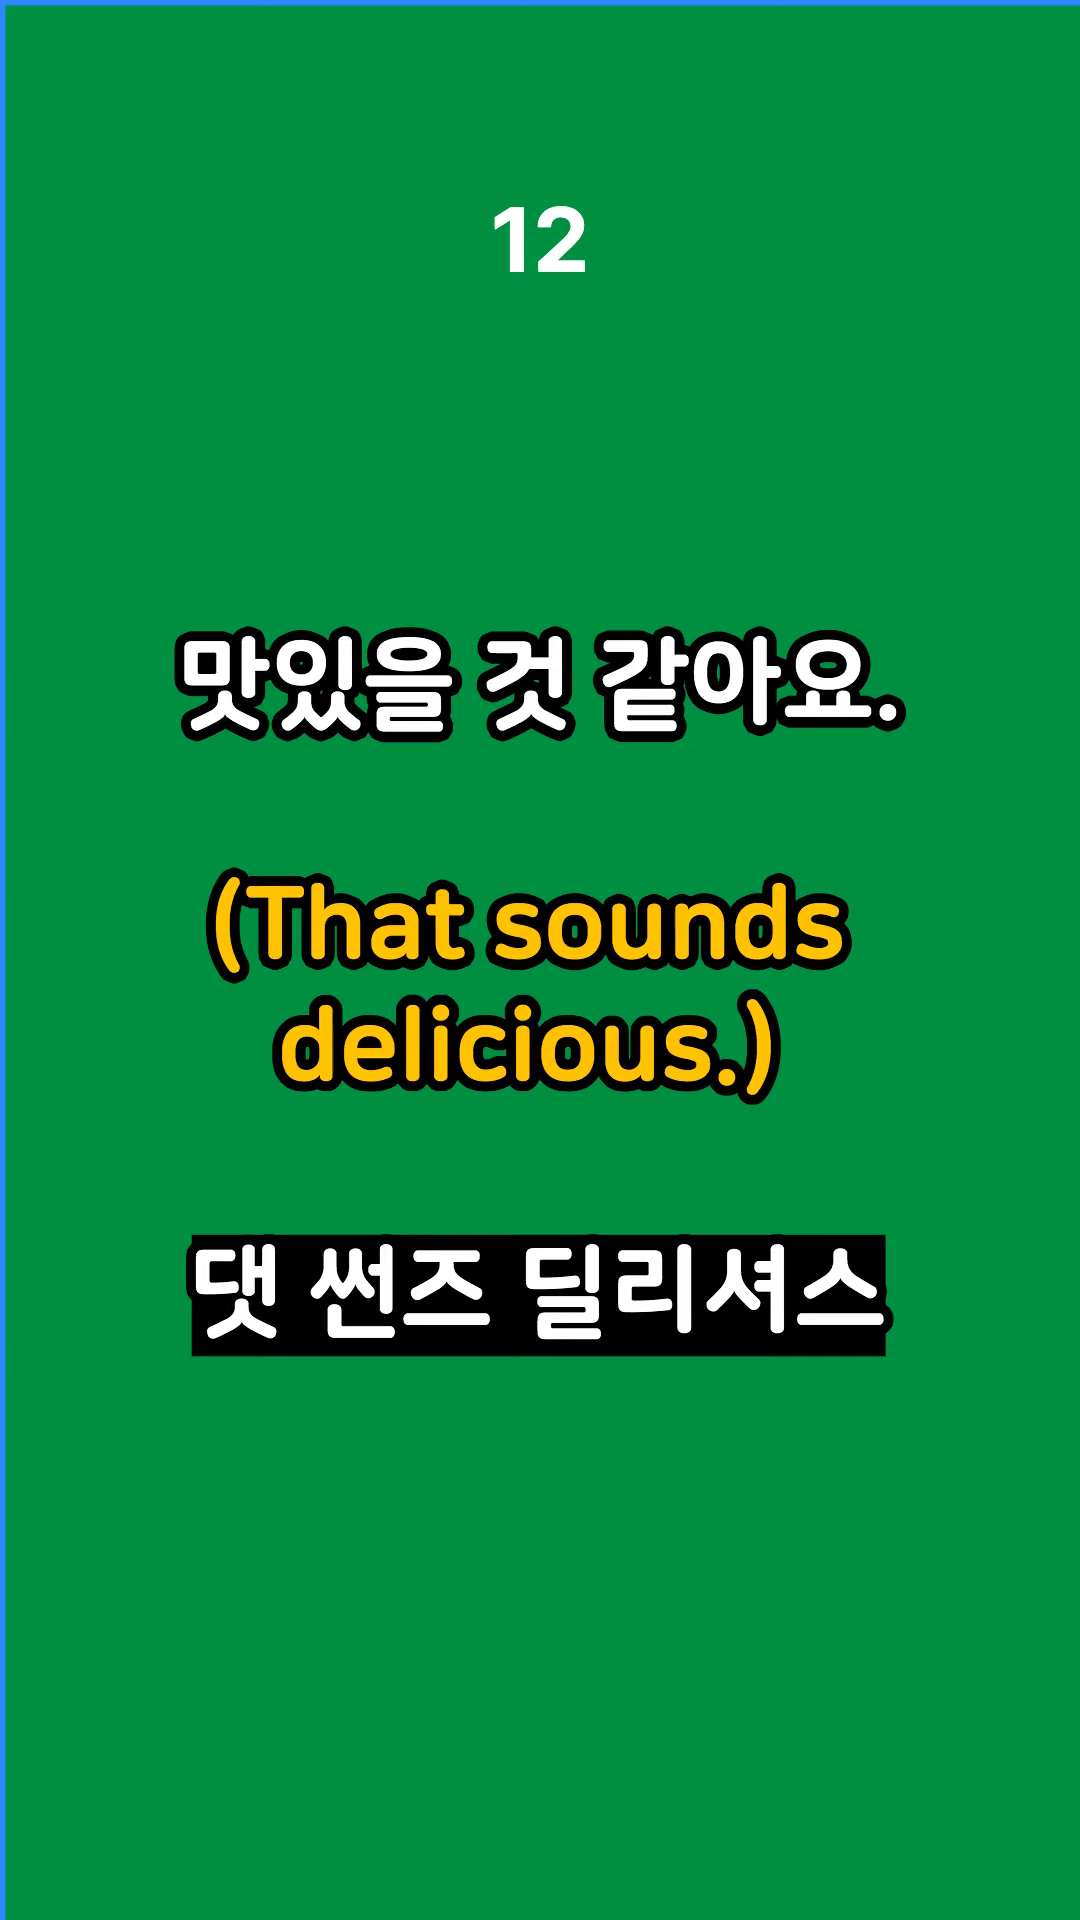 12
맛있을 것 같아요.
(That sounds
delicious.)
댓 썬즈 딜리셔스